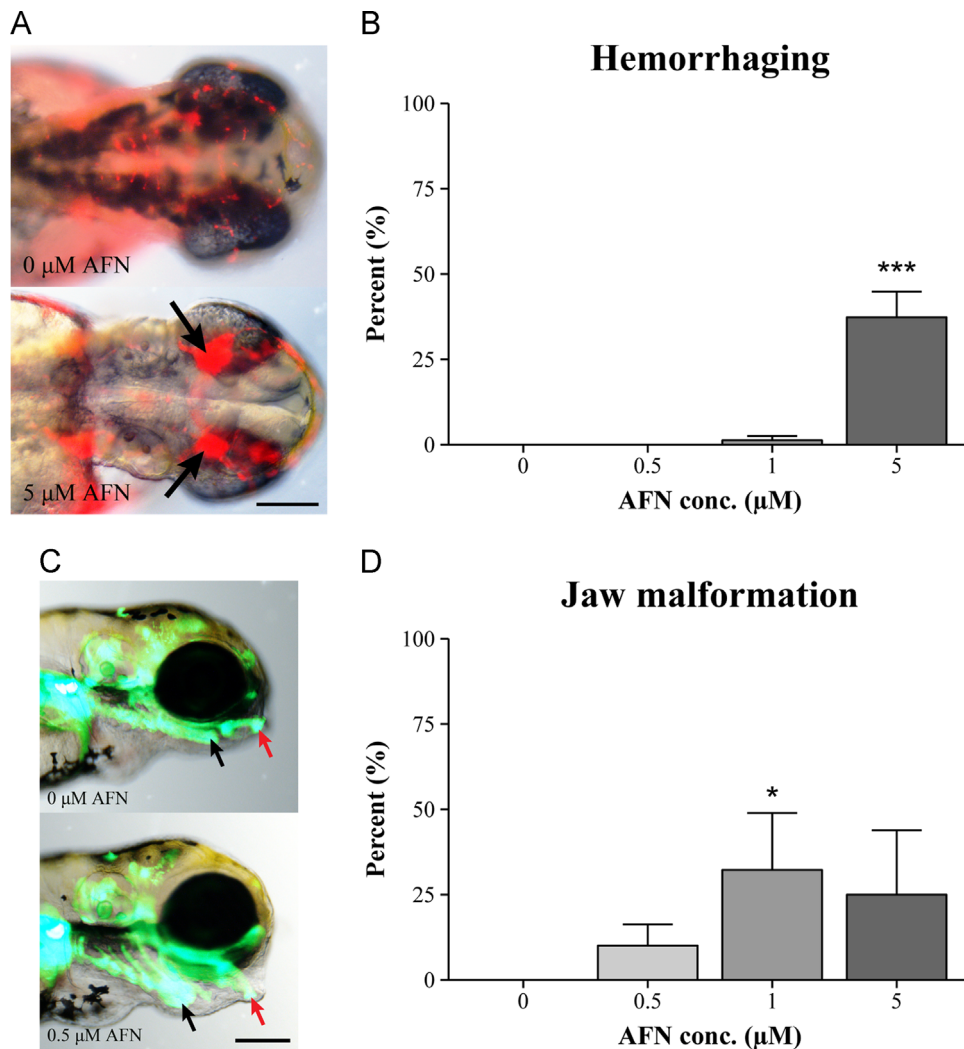 A
0 µM AFN
5 µM AFN
B
Hemorrhaging
Percent (%)
100
75
50
25
0
***
0 0.5 1 5
AFN conc. (µM)
C
0 µM AFN
0.5 µM AFN
D
Jaw malformation
Percent (%)
100
75
50
25
0
*
0 0.5 1 5
AFN conc. (µM)